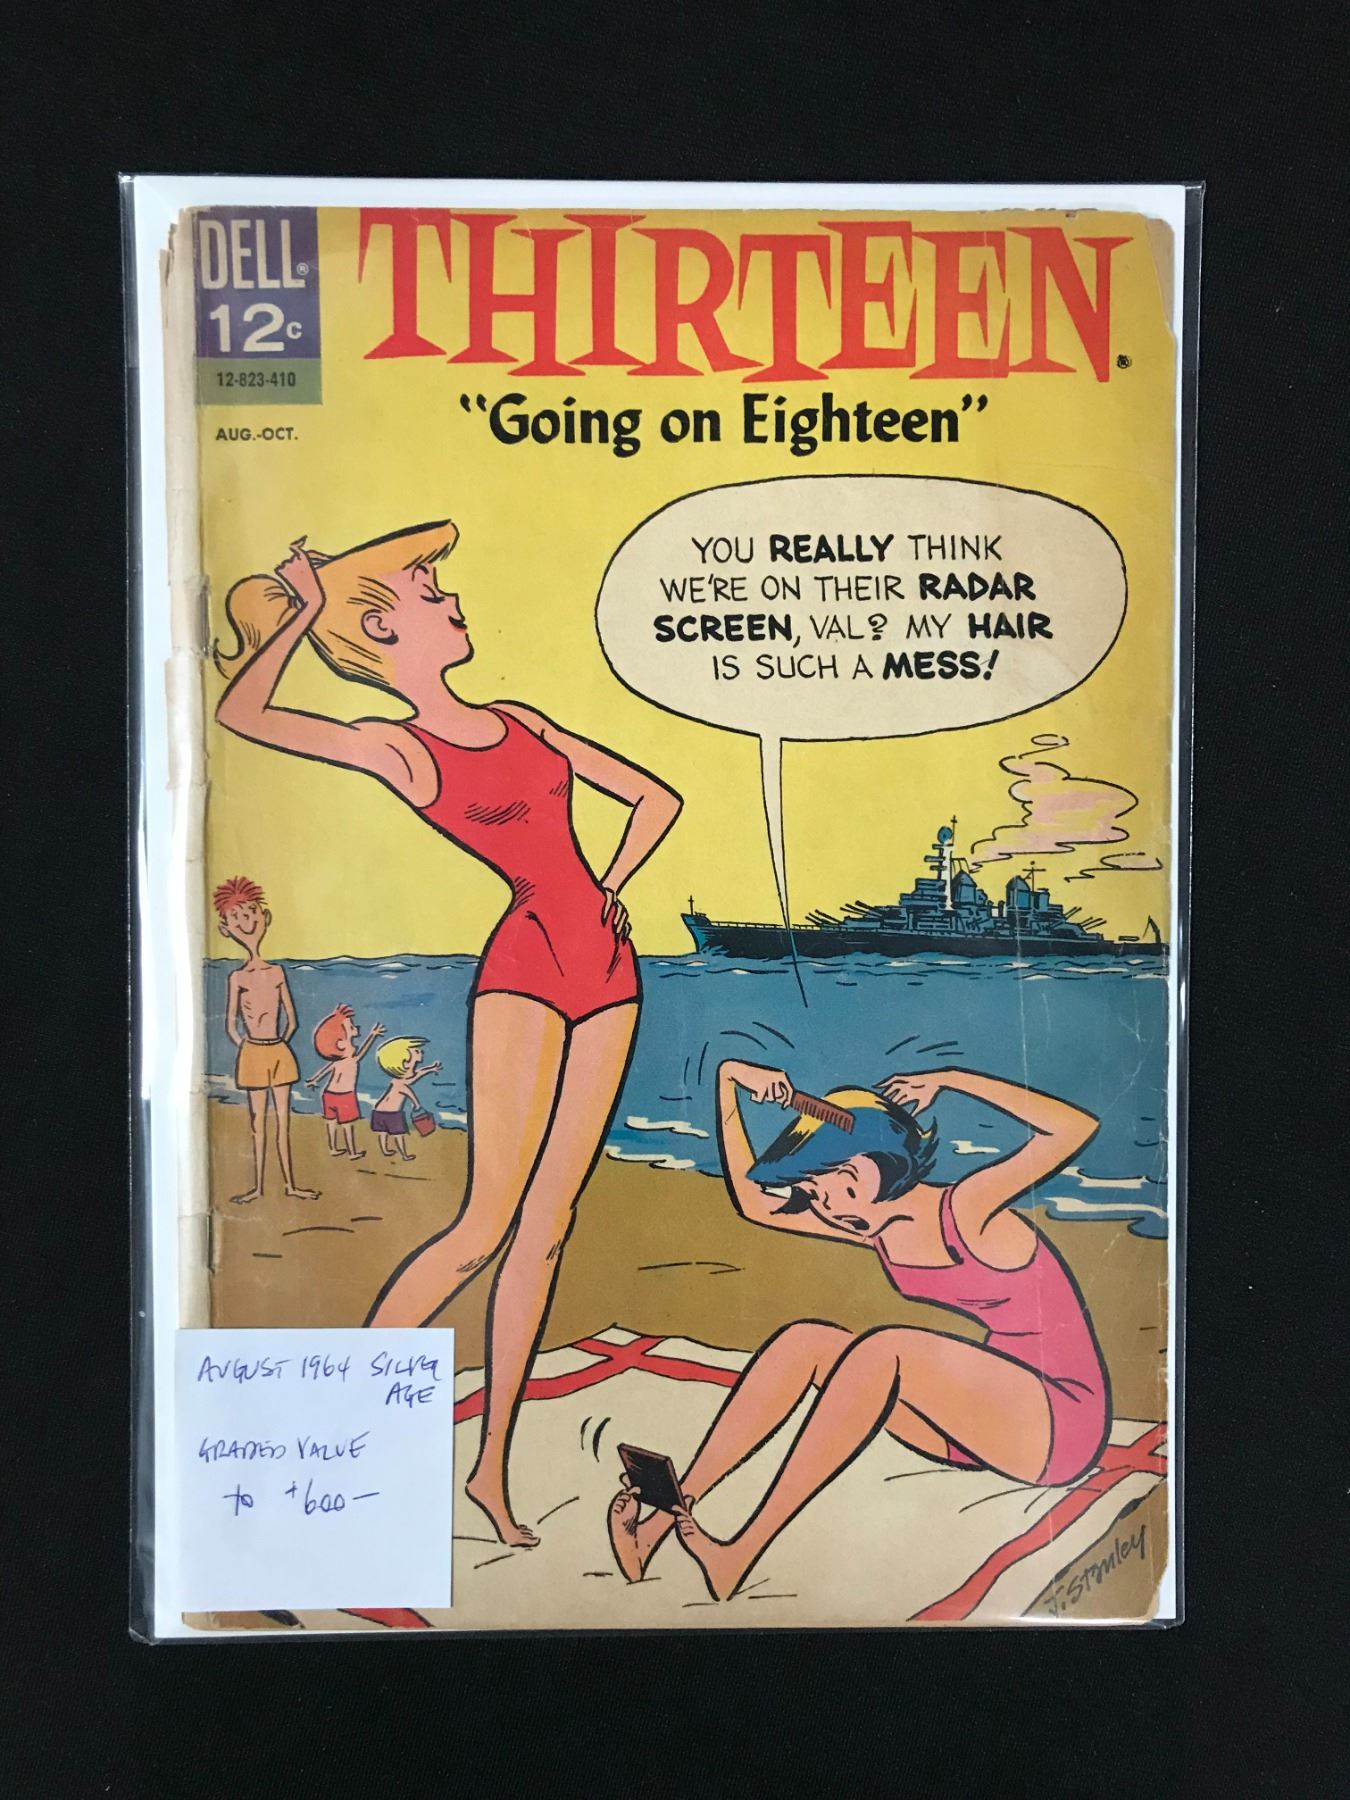 DELL®
12c
12-823-410
AUG.-OCT.
THIRTEEN®
"Going on Eighteen"
YOU REALLY THINK
WE'RE ON THEIR RADAR
SCREEN, VAL? MY HAIR
IS SUCH A MESS!
AUGUST 1964 SILVER
AGE
GRADED VALUE
to $600-
J. Stanley